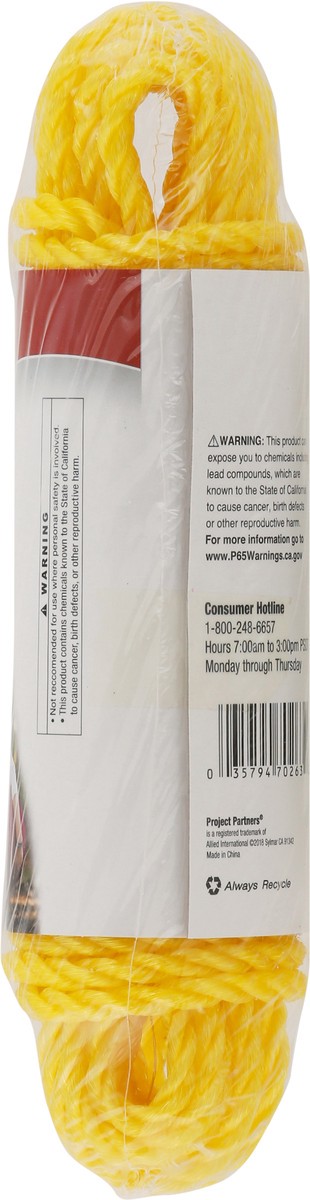 ⚠ WARNING
• Not reccomended for use where personal safety is involved.
• This product contains chemicals known to the State of California
to cause cancer, birth defects, or other reproductive harm.
⚠WARNING: This product can
expose you to chemicals including
lead compounds, which are
known to the State of California
to cause cancer, birth defects
or other reproductive harm.
For more information go to
www.P65Warnings.ca.gov
Consumer Hotline
1-800-248-6657
Hours 7:00am to 3:00pm PST
Monday through Thursday
0 35794 70263
Project Partners®
is a registered trademark of
Allied International ©2018 Sylmar CA 91342
Made in China
Always Recycle